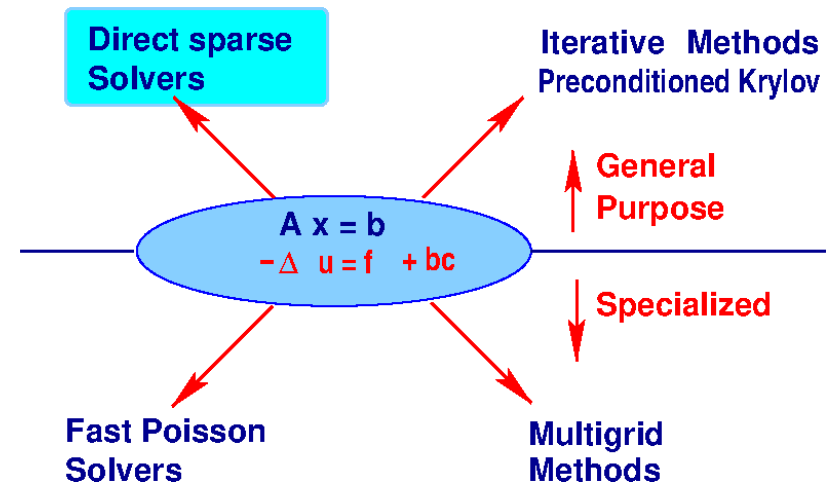 Direct sparse
Solvers
Iterative Methods
Preconditioned Krylov
General
Purpose
A x = b
- Δ u = f + bc
Specialized
Fast Poisson
Solvers
Multigrid
Methods